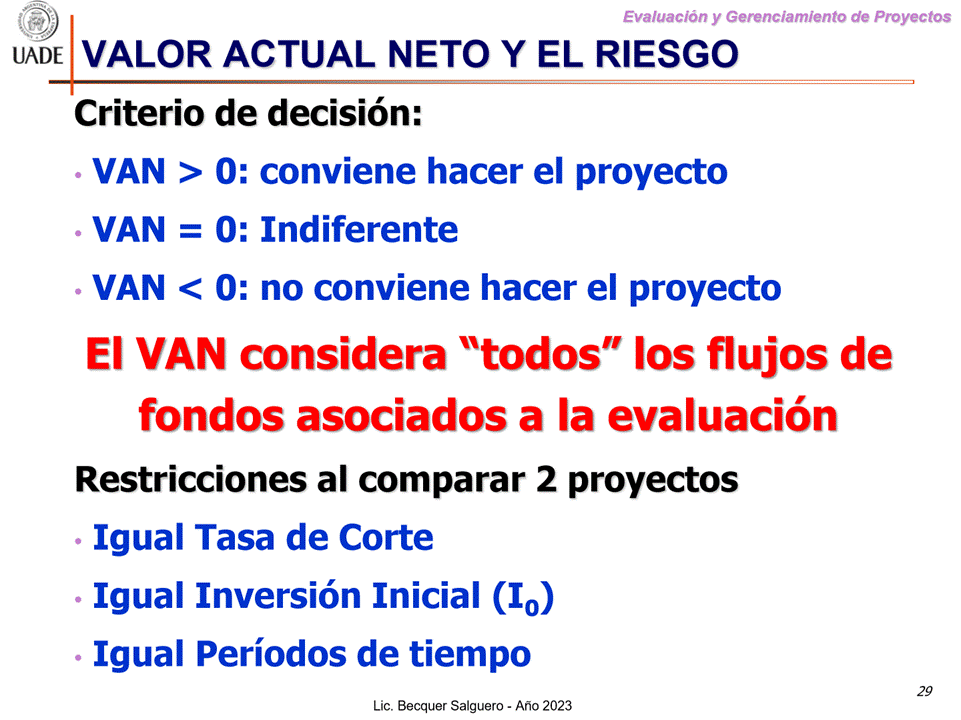 Evaluación y Gerenciamiento de Proyectos
UADE
VALOR ACTUAL NETO Y EL RIESGO
Criterio de decisión:
• VAN > 0: conviene hacer el proyecto
• VAN = 0: Indiferente
• VAN < 0: no conviene hacer el proyecto
El VAN considera “todos” los flujos de
fondos asociados a la evaluación
Restricciones al comparar 2 proyectos
• Igual Tasa de Corte
• Igual Inversión Inicial (I₀)
• Igual Períodos de tiempo
29
Lic. Becquer Salguero - Año 2023